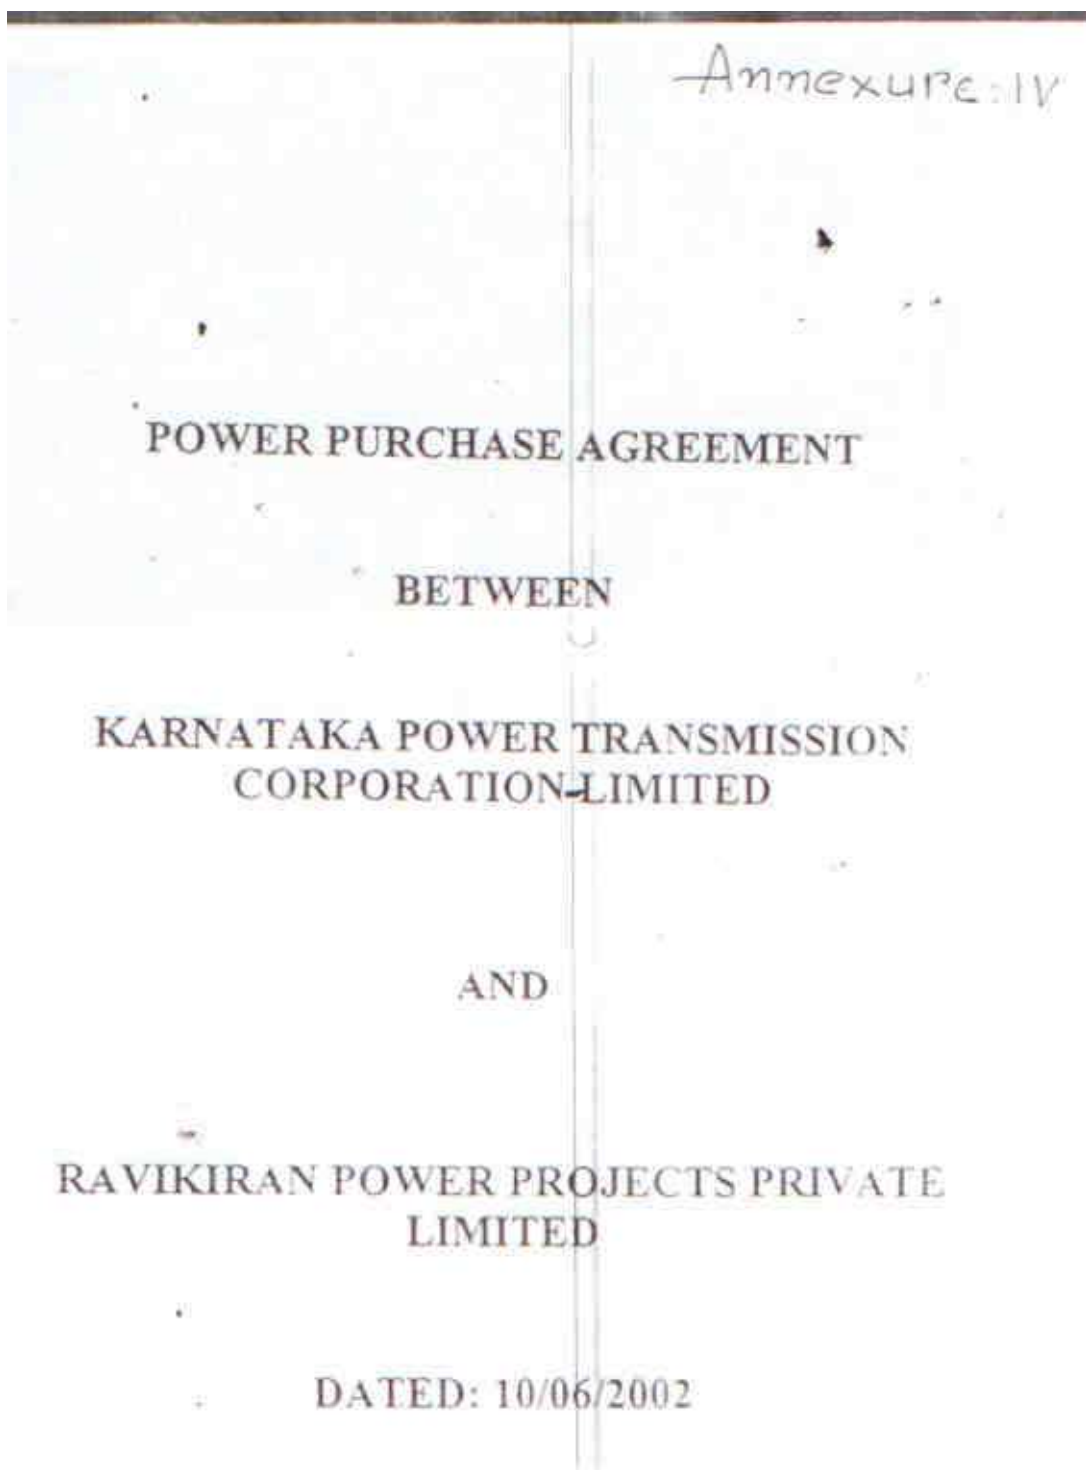 Annexure: IV
POWER PURCHASE AGREEMENT
BETWEEN
KARNATAKA POWER TRANSMISSION
CORPORATION LIMITED
AND
RAVIKIRAN POWER PROJECTS PRIVATE
LIMITED
DATED: 10/06/2002